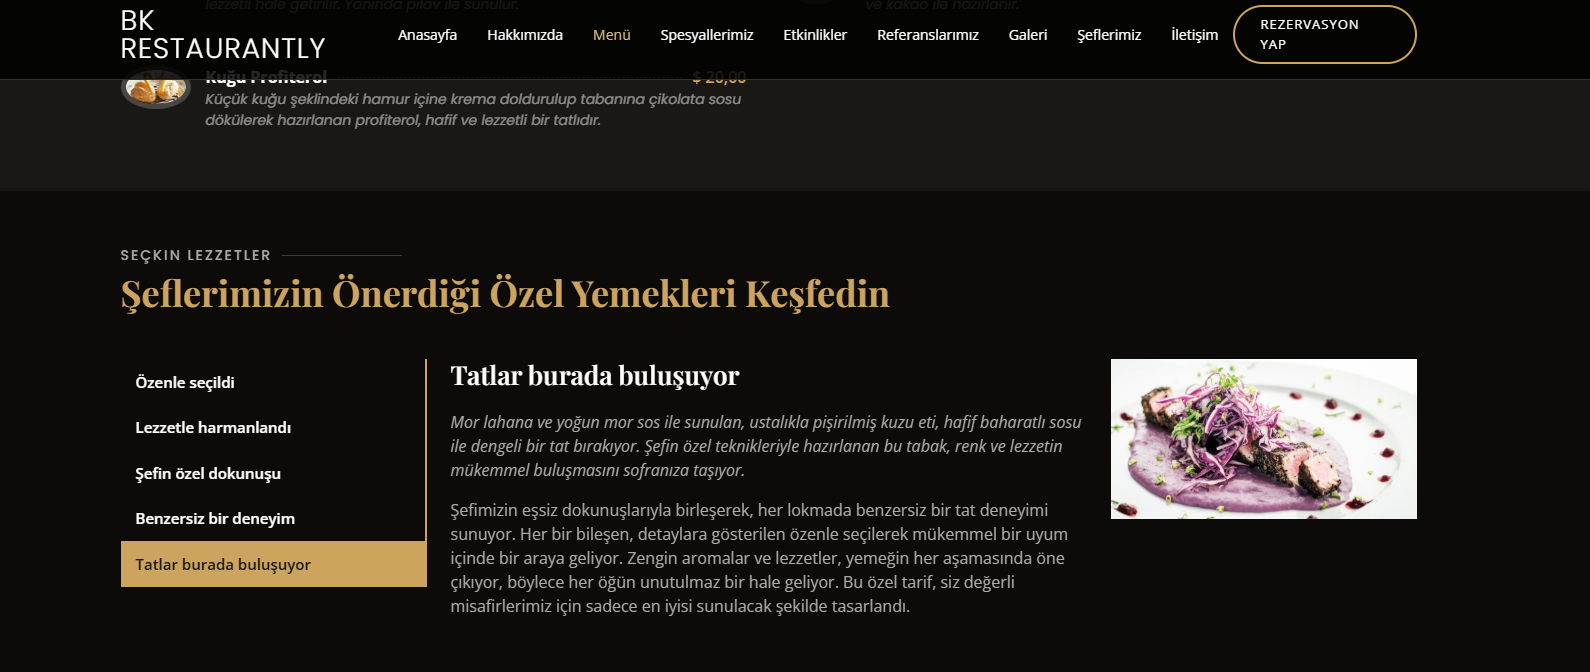 lezzetli hale getirilir. Yanında pilav ile sunulur.
ve kakao ile hazırlanır.
BK
RESTAURANTLY
Anasayfa
Hakkımızda
Menü
Spesyallerimiz
Etkinlikler
Referanslarımız
Galeri
Şeflerimiz
İletişim
REZERVASYON
YAP
Kuğu Profiterol
$ 20,00
Küçük kuğu şeklindeki hamur içine krema doldurulup tabanına çikolata sosu
dökülerek hazırlanan profiterol, hafif ve lezzetli bir tatlıdır.
SEÇKIN LEZZETLER
Şeflerimizin Önerdiği Özel Yemekleri Keşfedin
Özenle seçildi
Lezzetle harmanlandı
Şefin özel dokunuşu
Benzersiz bir deneyim
Tatlar burada buluşuyor
Tatlar burada buluşuyor
Mor lahana ve yoğun mor sos ile sunulan, ustalıkla pişirilmiş kuzu eti, hafif baharatlı sosu
ile dengeli bir tat bırakıyor. Şefin özel teknikleriyle hazırlanan bu tabak, renk ve lezzetin
mükemmel buluşmasını sofranıza taşıyor.
Şefimizin eşsiz dokunuşlarıyla birleşerek, her lokmada benzersiz bir tat deneyimi
sunuyor. Her bir bileşen, detaylara gösterilen özenle seçilerek mükemmel bir uyum
içinde bir araya geliyor. Zengin aromalar ve lezzetler, yemeğin her aşamasında öne
çıkıyor, böylece her öğün unutulmaz bir hale geliyor. Bu özel tarif, siz değerli
misafirlerimiz için sadece en iyisi sunulacak şekilde tasarlandı.